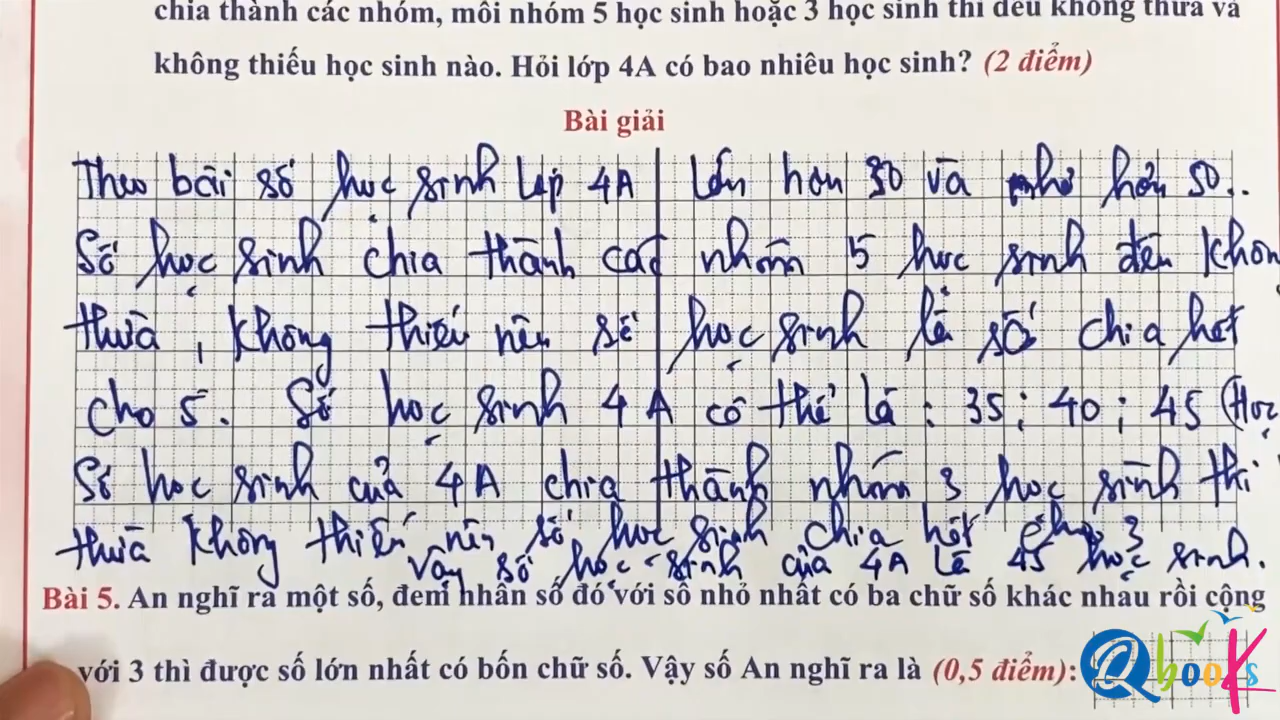 chia thành các nhóm, mỗi nhóm 5 học sinh hoặc 3 học sinh thì đều không thừa và
không thiếu học sinh nào. Hỏi lớp 4A có bao nhiêu học sinh? (2 điểm)
Bài giải
Theo bài số học sinh lớp 4A lớn hơn 30 và nhỏ hơn 50..
Số học sinh chia thành các nhóm 5 học sinh đều khôn
thừa, không thiếu nên số học sinh là số chia hết
cho 5. Số học sinh 4A có thể là : 35; 40; 45 (Học
Số học sinh của 4A chia thành nhóm 3 học sinh thì
thừa không thiếu nên số học sinh chia hết cho 3
Vậy số học sinh của 4A là 45 học sinh.
Bài 5. An nghĩ ra một số, đem nhân số đó với số nhỏ nhất có ba chữ số khác nhau rồi cộng
với 3 thì được số lớn nhất có bốn chữ số. Vậy số An nghĩ ra là (0,5 điểm):
Qbooks